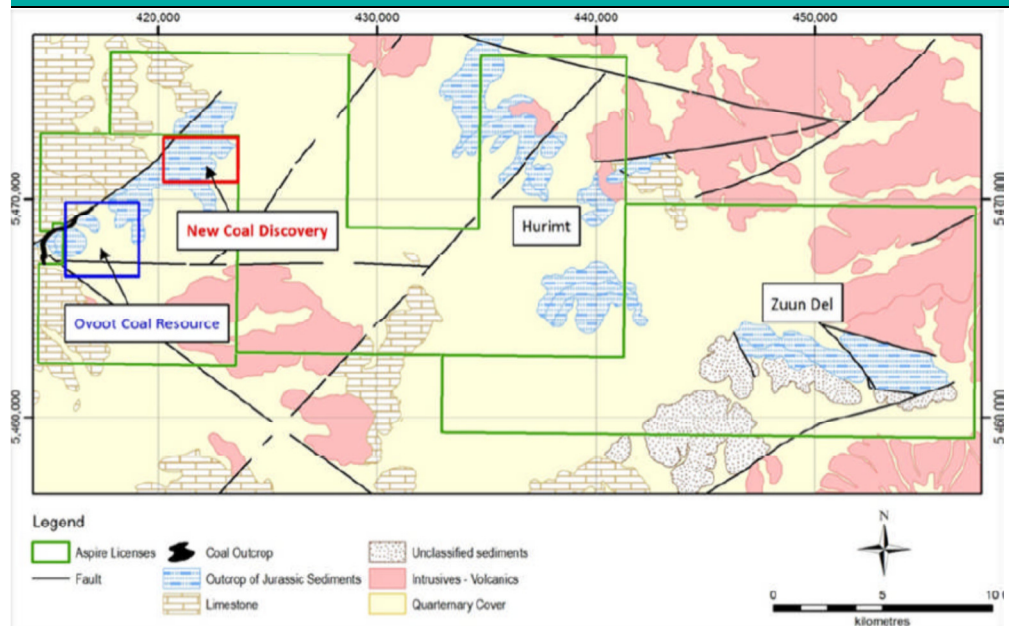 420,000 430,000 440,000 450,000
5,470,000 5,470,000
New Coal Discovery
Hurimt
Ovoot Coal Resource
Zuun Del
5,460,000 5,460,000
Legend
Aspire Licenses
Coal Outcrop
Unclassified sediments
Fault
Outcrop of Jurassic Sediments
Intrusives - Volcanics
Limestone
Quaternary Cover
N
0 5 10
kilometres